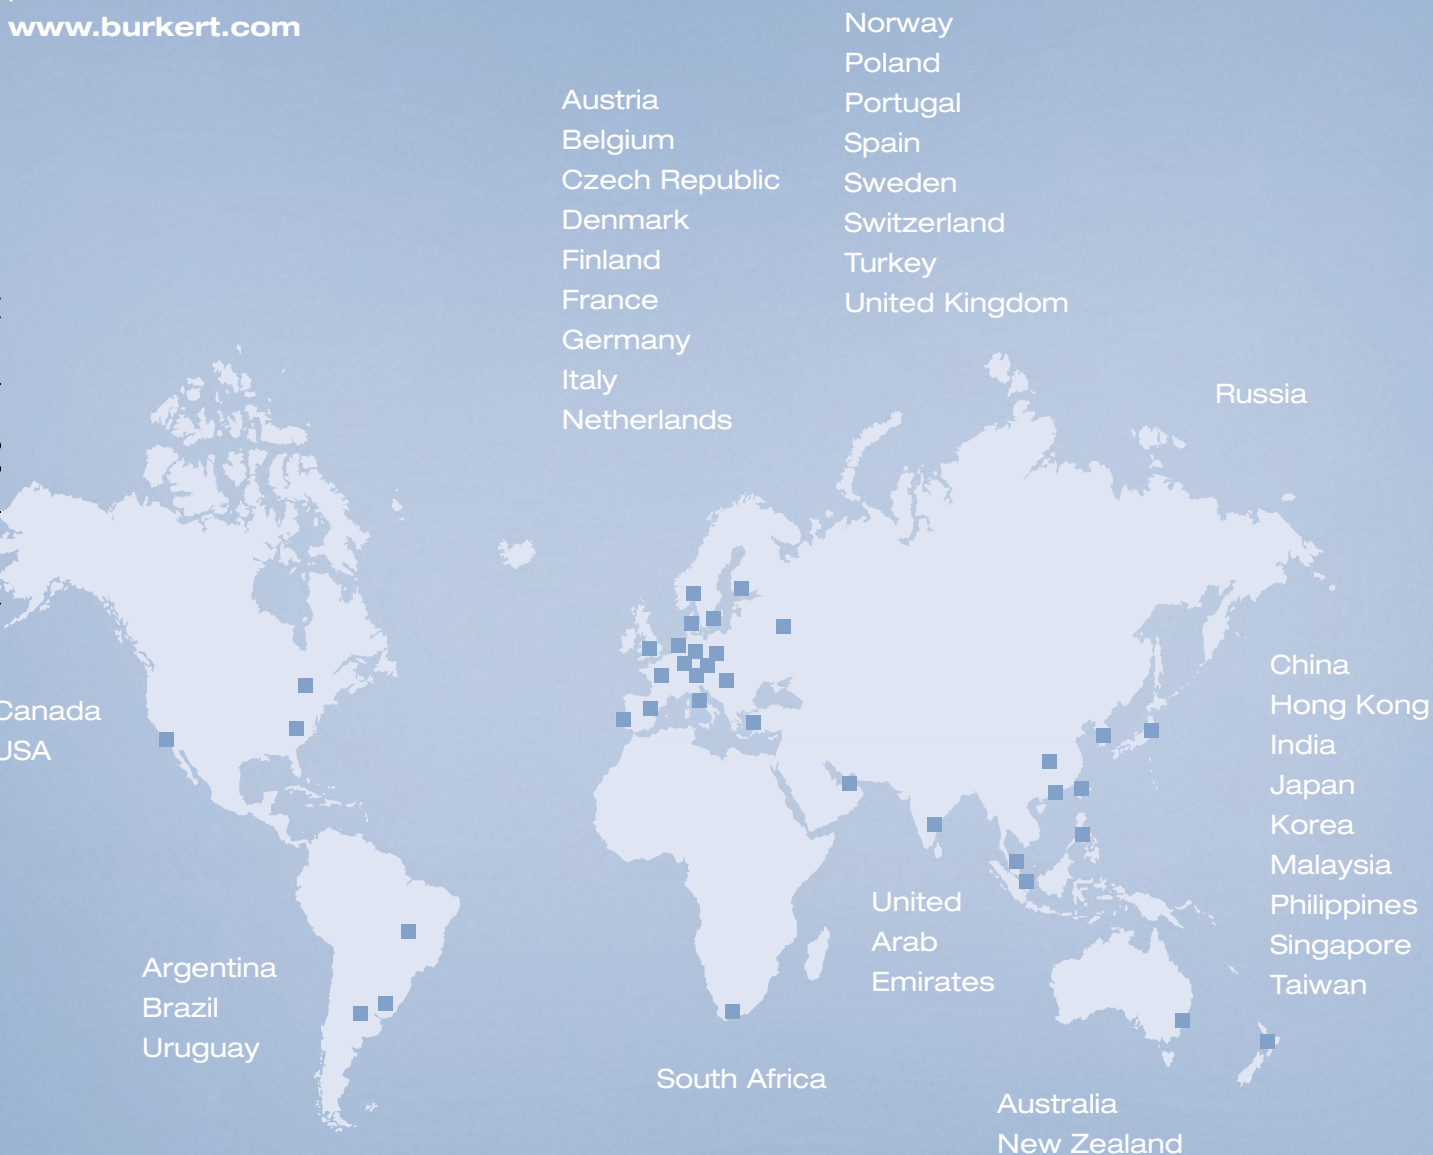 www.burkert.com
Austria
Belgium
Czech Republic
Denmark
Finland
France
Germany
Italy
Netherlands
Norway
Poland
Portugal
Spain
Sweden
Switzerland
Turkey
United Kingdom
Russia
Canada
USA
China
Hong Kong
India
Japan
Korea
Malaysia
Philippines
Singapore
Taiwan
United
Arab
Emirates
Argentina
Brazil
Uruguay
South Africa
Australia
New Zealand